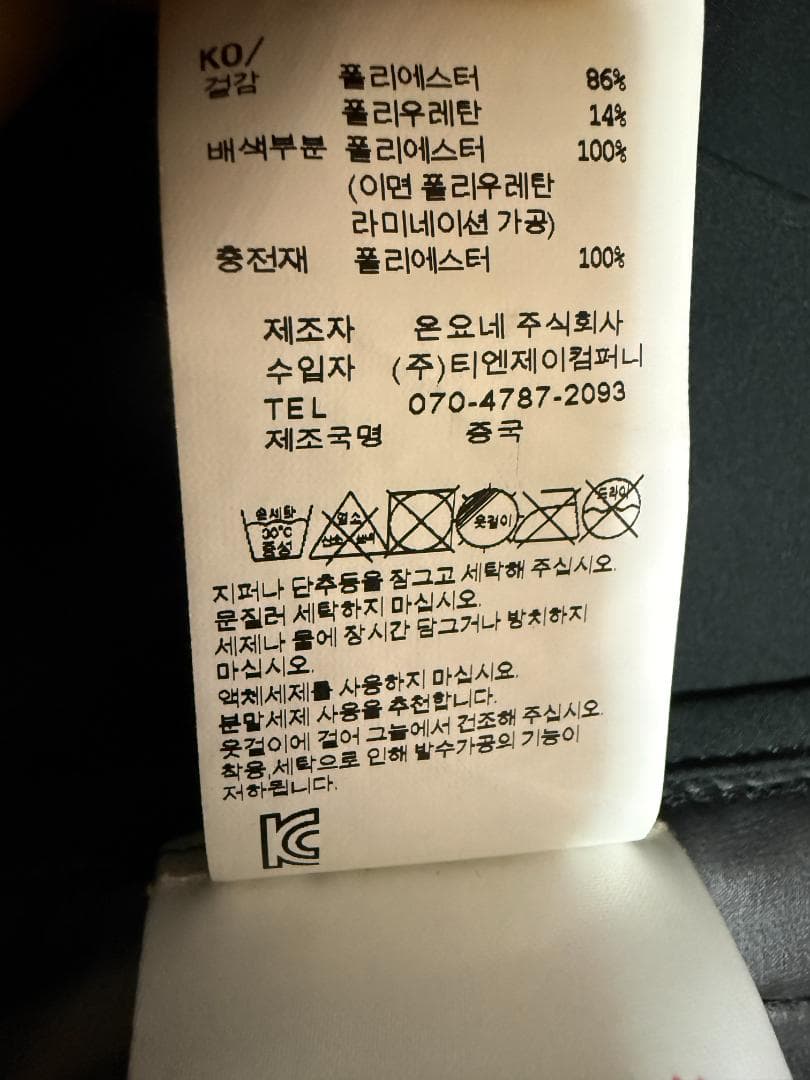 KO/
걸감 폴리에스터 86%
폴리우레탄 14%
배색부분 폴리에스터 100%
(이면 폴리우레탄
라미네이션 가공)
충전재 폴리에스터 100%
제조자 온요네 주식회사
수입자 (주)티엔제이컴퍼니
TEL 070-4787-2093
제조국명 중국
손세탁 30℃ 중성 염소 산소 표백 옷걸이 드라이
지퍼나 단추등을 잠그고 세탁해 주십시오.
문질러 세탁하지 마십시오.
세제나 물에 장시간 담그거나 방치하지
마십시오.
액체세제를 사용하지 마십시요.
분말세제 사용을 추천합니다.
옷걸이에 걸어 그늘에서 건조해 주십시오.
착용,세탁으로 인해 발수가공의 기능이
저하됩니다.
KC